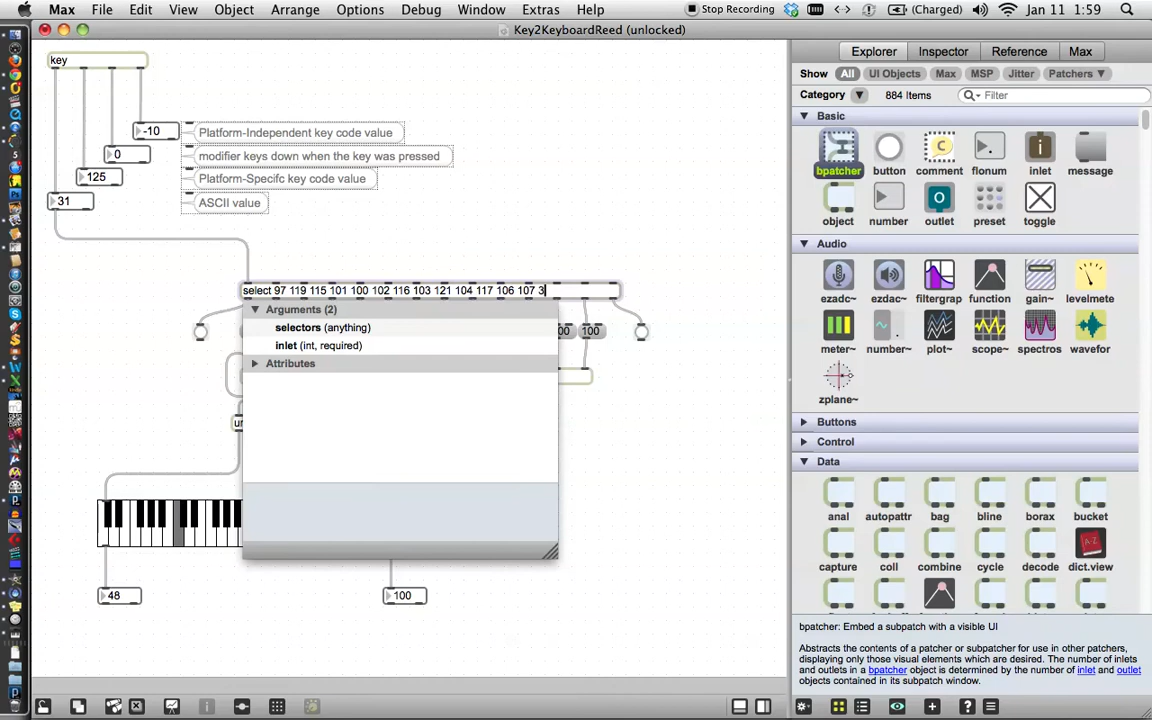 Max File Edit View Object Arrange Options Debug Window Extras Help Stop Recording (Charged) Jan 11 1:59
Key2KeyboardReed (unlocked)
key
-10 Platform-Independent key code value
0 modifier keys down when the key was pressed
125 Platform-Specifc key code value
31 ASCII value
select 97 119 115 101 100 102 116 103 121 104 117 106 107 3
Arguments (2)
selectors (anything)
inlet (int, required)
Attributes
00 100
48
100
Explorer Inspector Reference Max
Show All UI Objects Max MSP Jitter Patchers ▼
Category ▼ 884 Items Filter
Basic
bpatcher button comment flonum inlet message
object number outlet preset toggle
Audio
ezadc~ ezdac~ filtergrap function gain~ levelmete
meter~ number~ plot~ scope~ spectros wavefor
zplane~
Buttons
Control
Data
anal autopattr bag bline borax bucket
capture coll combine cycle decode dict.view
bpatcher: Embed a subpatch with a visible UI
Abstracts the contents of a patcher or subpatcher for use in other patchers,
displaying only those visual elements which are desired. The number of inlets
and outlets in a bpatcher object is determined by the number of inlet and outlet
objects contained in its subpatch window.